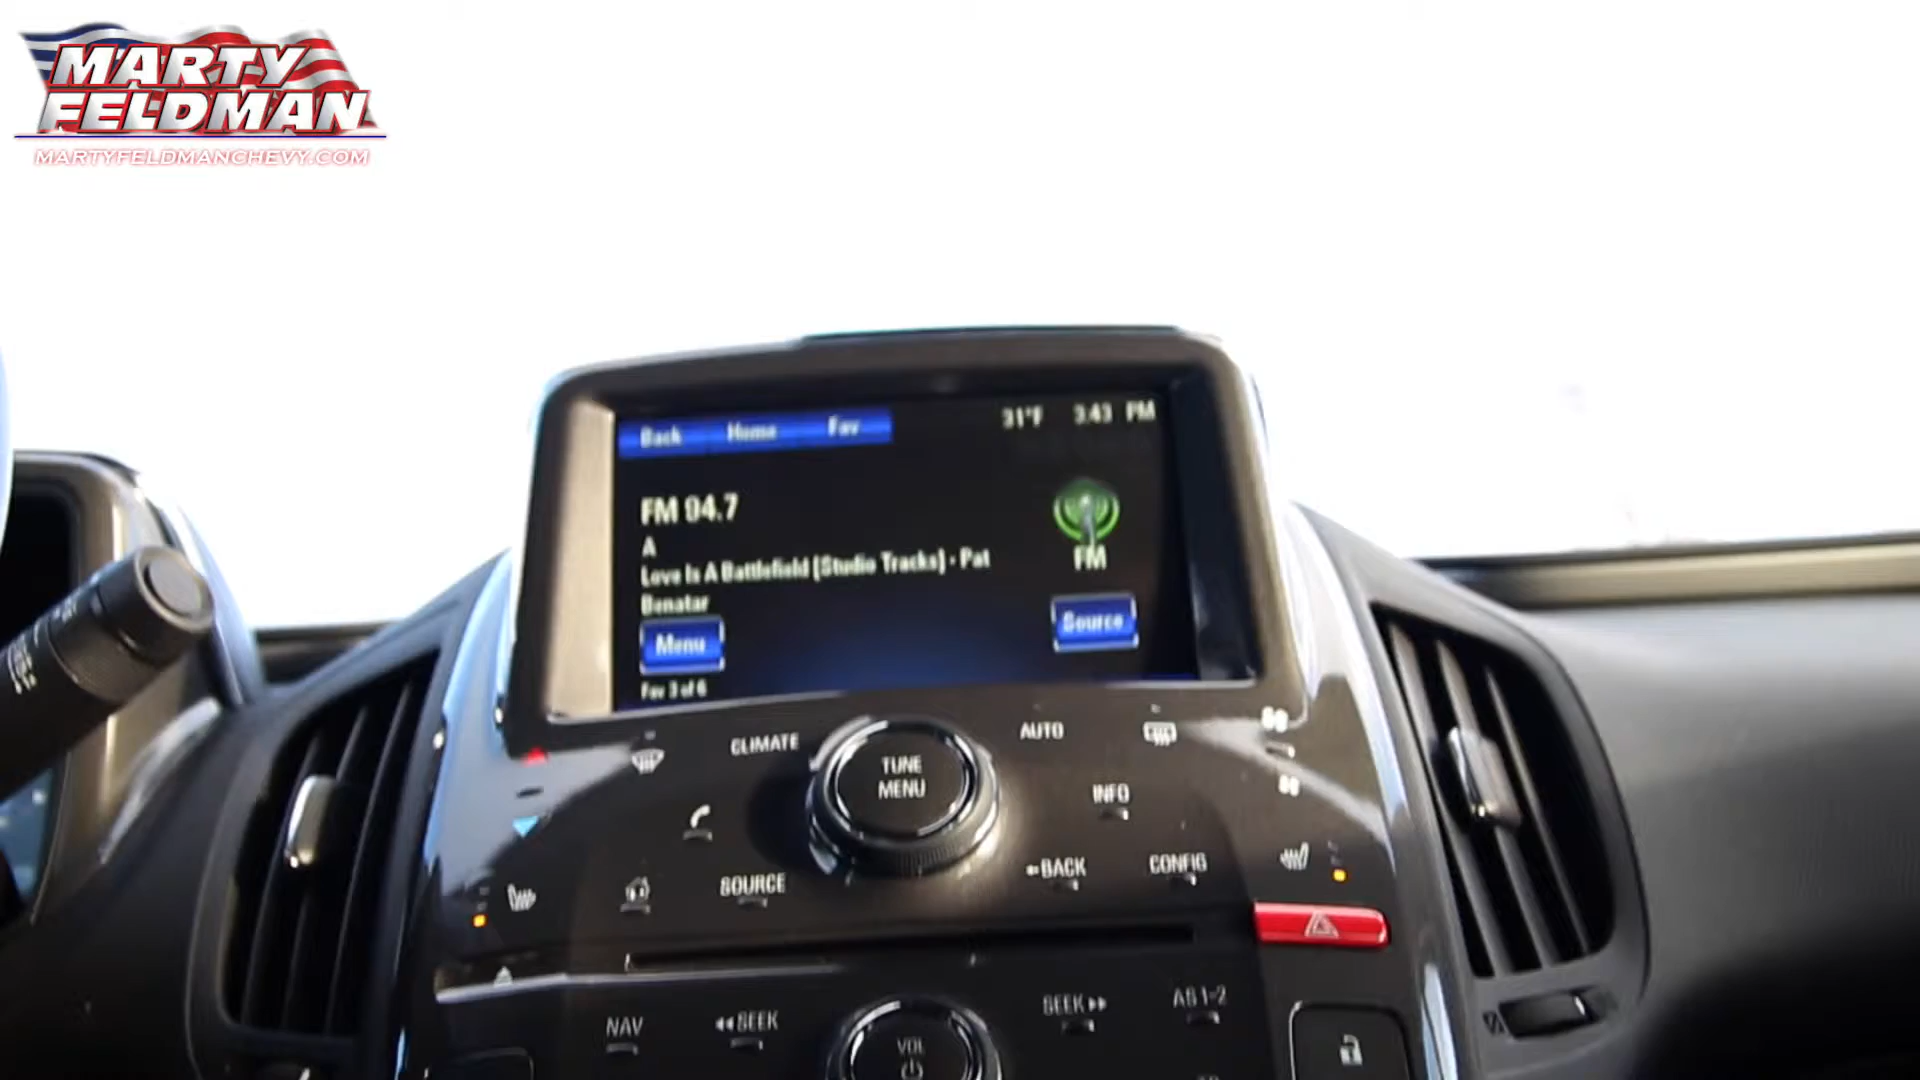 MARTY
FELDMAN
MARTYFELDMANCHEVY.COM
Back Home Fav 31°F 3:43 PM
FM 94.7
A
Love Is A Battlefield [Studio Tracks] - Pat
Benatar
FM
Menu
Source
Fav 3 of 6
CLIMATE
TUNE
MENU
AUTO
INFO
SOURCE
BACK
CONFIG
NAV
SEEK
VOL
SEEK
AS 1-2